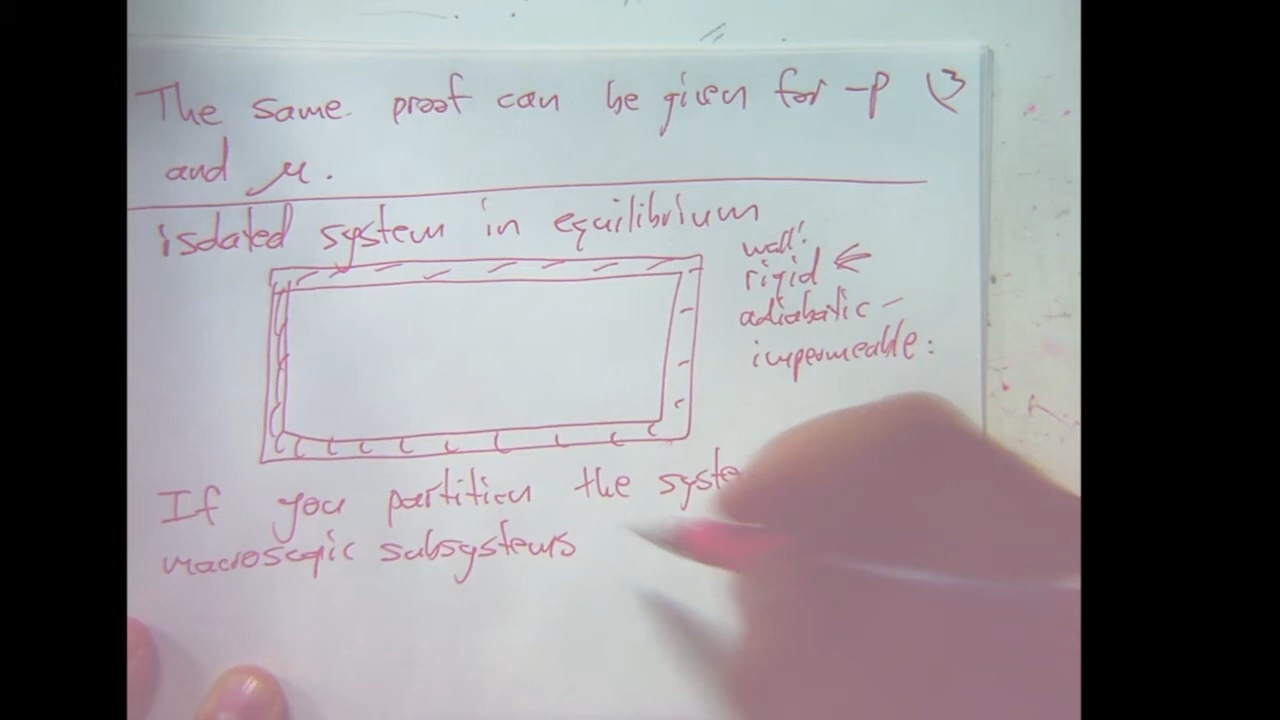 The same proof can be given for -P
and μ.
isolated system in equilibrium
wall:
rigid ←
adiabatic -
impermeable:
If you partition the syste
macroscopic subsystems